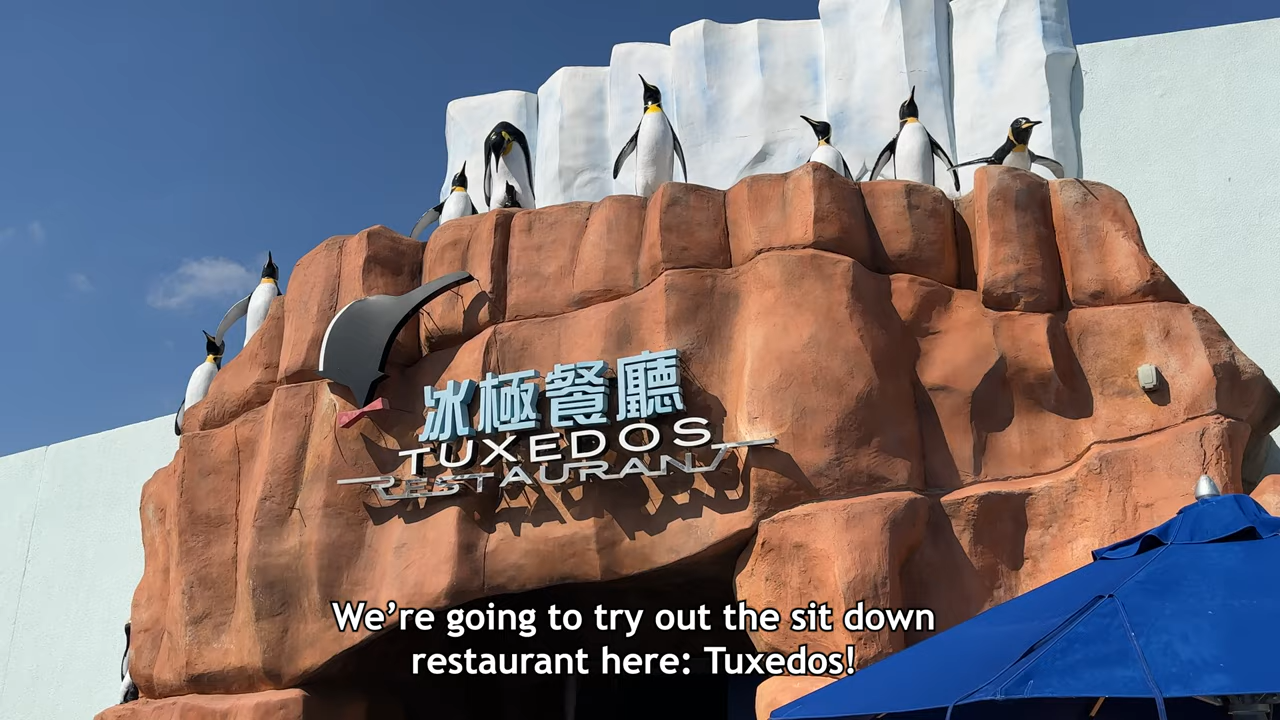 冰極餐廳
TUXEDOS
RESTAURANT
We’re going to try out the sit down
restaurant here: Tuxedos!